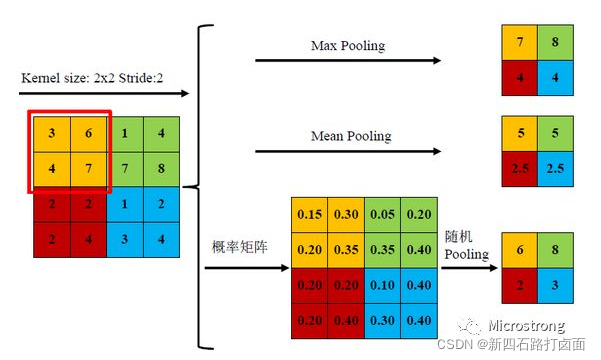 Max Pooling
7 8
4 4
Kernel size: 2x2 Stride:2
3 6 1 4
4 7 7 8
2 2 1 2
2 4 3 4
Mean Pooling
5 5
2.5 2.5
概率矩阵
0.15 0.30 0.05 0.20
0.20 0.35 0.35 0.40
0.20 0.20 0.10 0.40
0.20 0.40 0.30 0.40
随机
Pooling
6 8
2 3
Microstrong
CSDN @新四石路打卤面